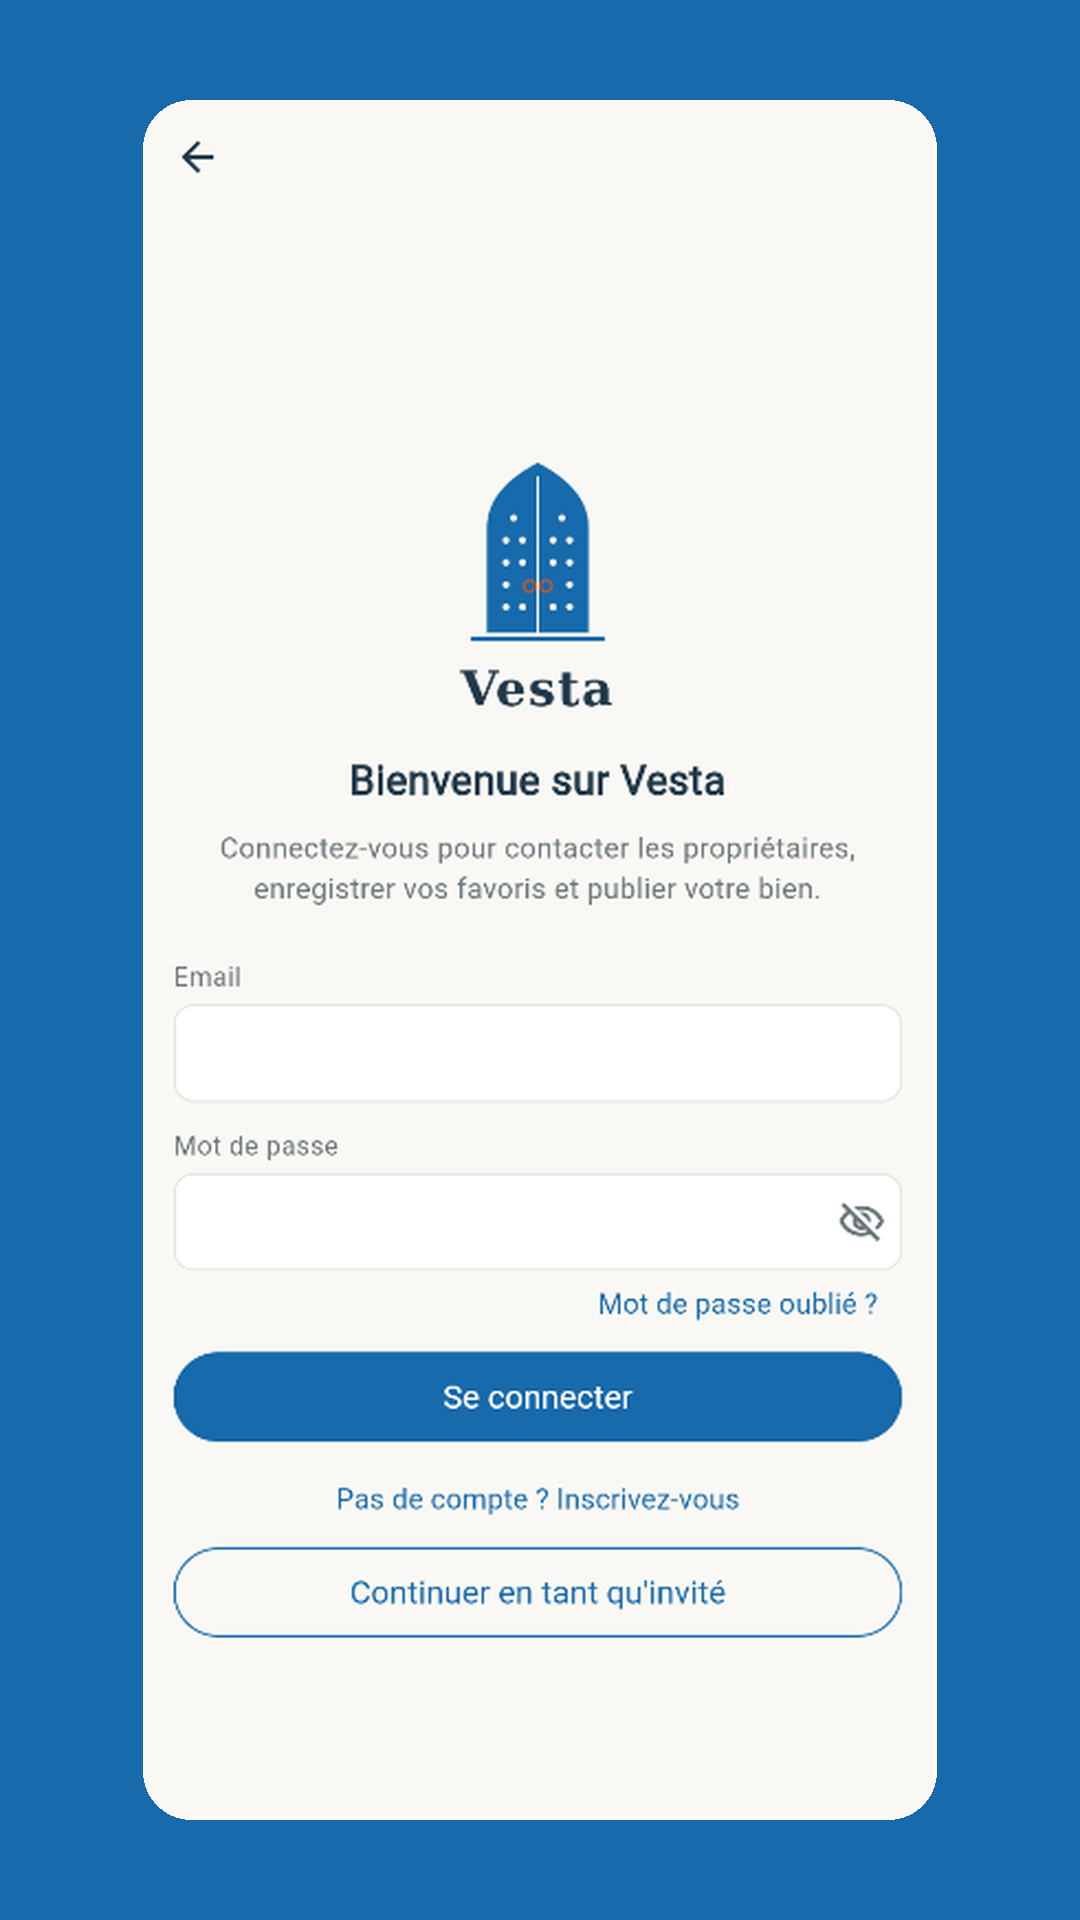 Vesta
Bienvenue sur Vesta
Connectez-vous pour contacter les propriétaires,
enregistrer vos favoris et publier votre bien.
Email
Mot de passe
Mot de passe oublié ?
Se connecter
Pas de compte ? Inscrivez-vous
Continuer en tant qu'invité